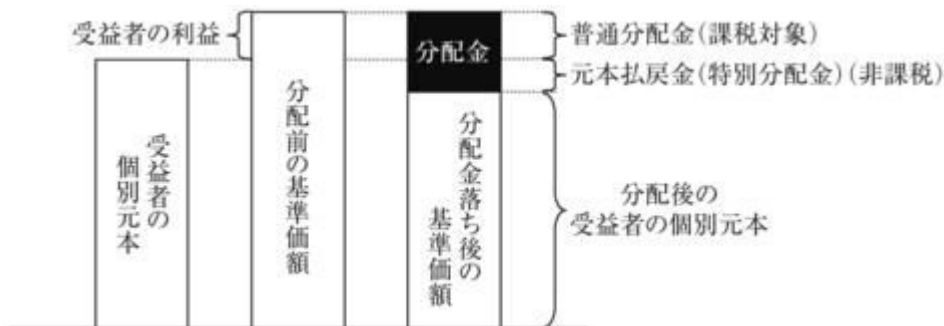 受益者の利益
分配金
普通分配金(課税対象)
元本払戻金(特別分配金)(非課税)
受益者の
個別元本
分配前の基準価額
分配金落ち後の
基準価額
分配後の
受益者の個別元本